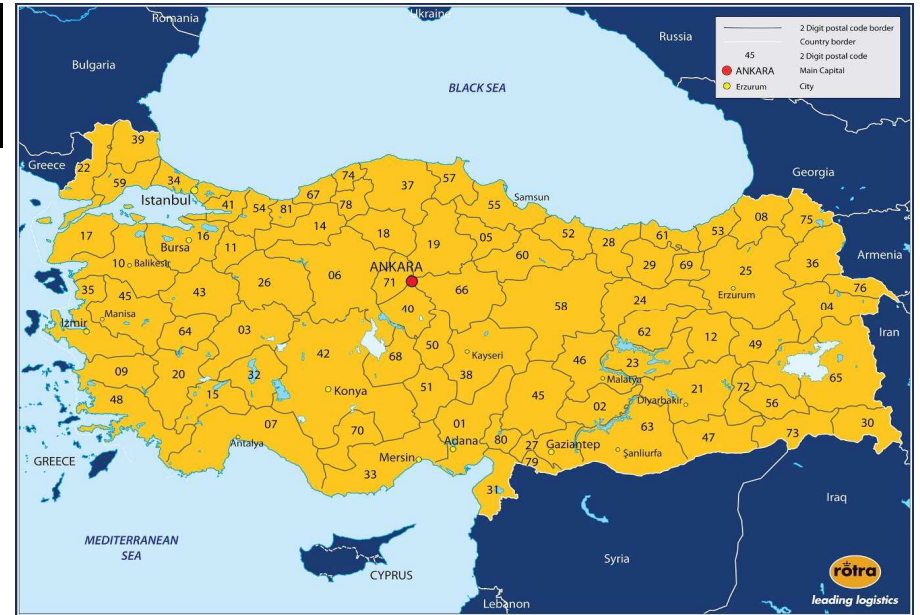 Romania
Ukraine
Russia
2 Digit postal code border
Country border
45 2 Digit postal code
ANKARA Main Capital
Erzurum City
Bulgaria
BLACK SEA
39
Greece
22
59
34
Istanbul
41
54
81
67
74
78
37
57
55
Samsun
Georgia
08
75
53
17
16
Bursa
11
14
18
19
05
60
52
28
61
29
69
25
36
Armenia
10
Balikesir
06
ANKARA
71
66
Erzurum
76
04
35
45
Manisa
43
26
40
58
24
Iran
Izmir
64
03
42
68
50
Kayseri
46
62
23
12
49
65
09
20
32
15
Konya
38
51
45
Malatya
02
Diyarbakir
21
72
56
48
07
Antalya
70
01
Adana
80
27
Gaziantep
63
Şanliurfa
47
73
30
GREECE
33
Mersin
79
31
Iraq
MEDITERRANEAN
SEA
CYPRUS
Syria
Lebanon
rotra
leading logistics